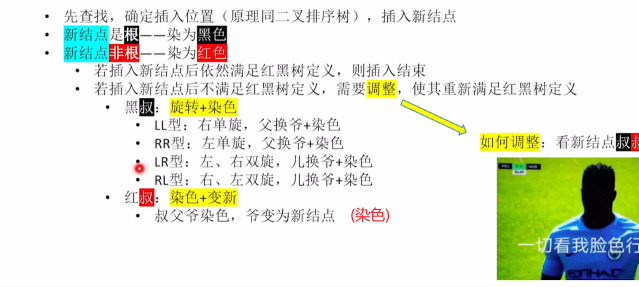 先查找，确定插入位置（原理同二叉排序树），插入新结点
新结点是根——染为黑色
新结点非根——染为红色
若插入新结点后依然满足红黑树定义，则插入结束
若插入新结点后不满足红黑树定义，需要调整，使其重新满足红黑树定义
黑叔：旋转+染色
LL型：右单旋，父换爷+染色
RR型：左单旋，父换爷+染色
LR型：左、右双旋，儿换爷+染色
RL型：右、左双旋，儿换爷+染色
红叔：染色+变新
叔父爷染色，爷变为新结点 (染色)
如何调整：看新结点叔叔
一切看我脸色行
ETIHAD